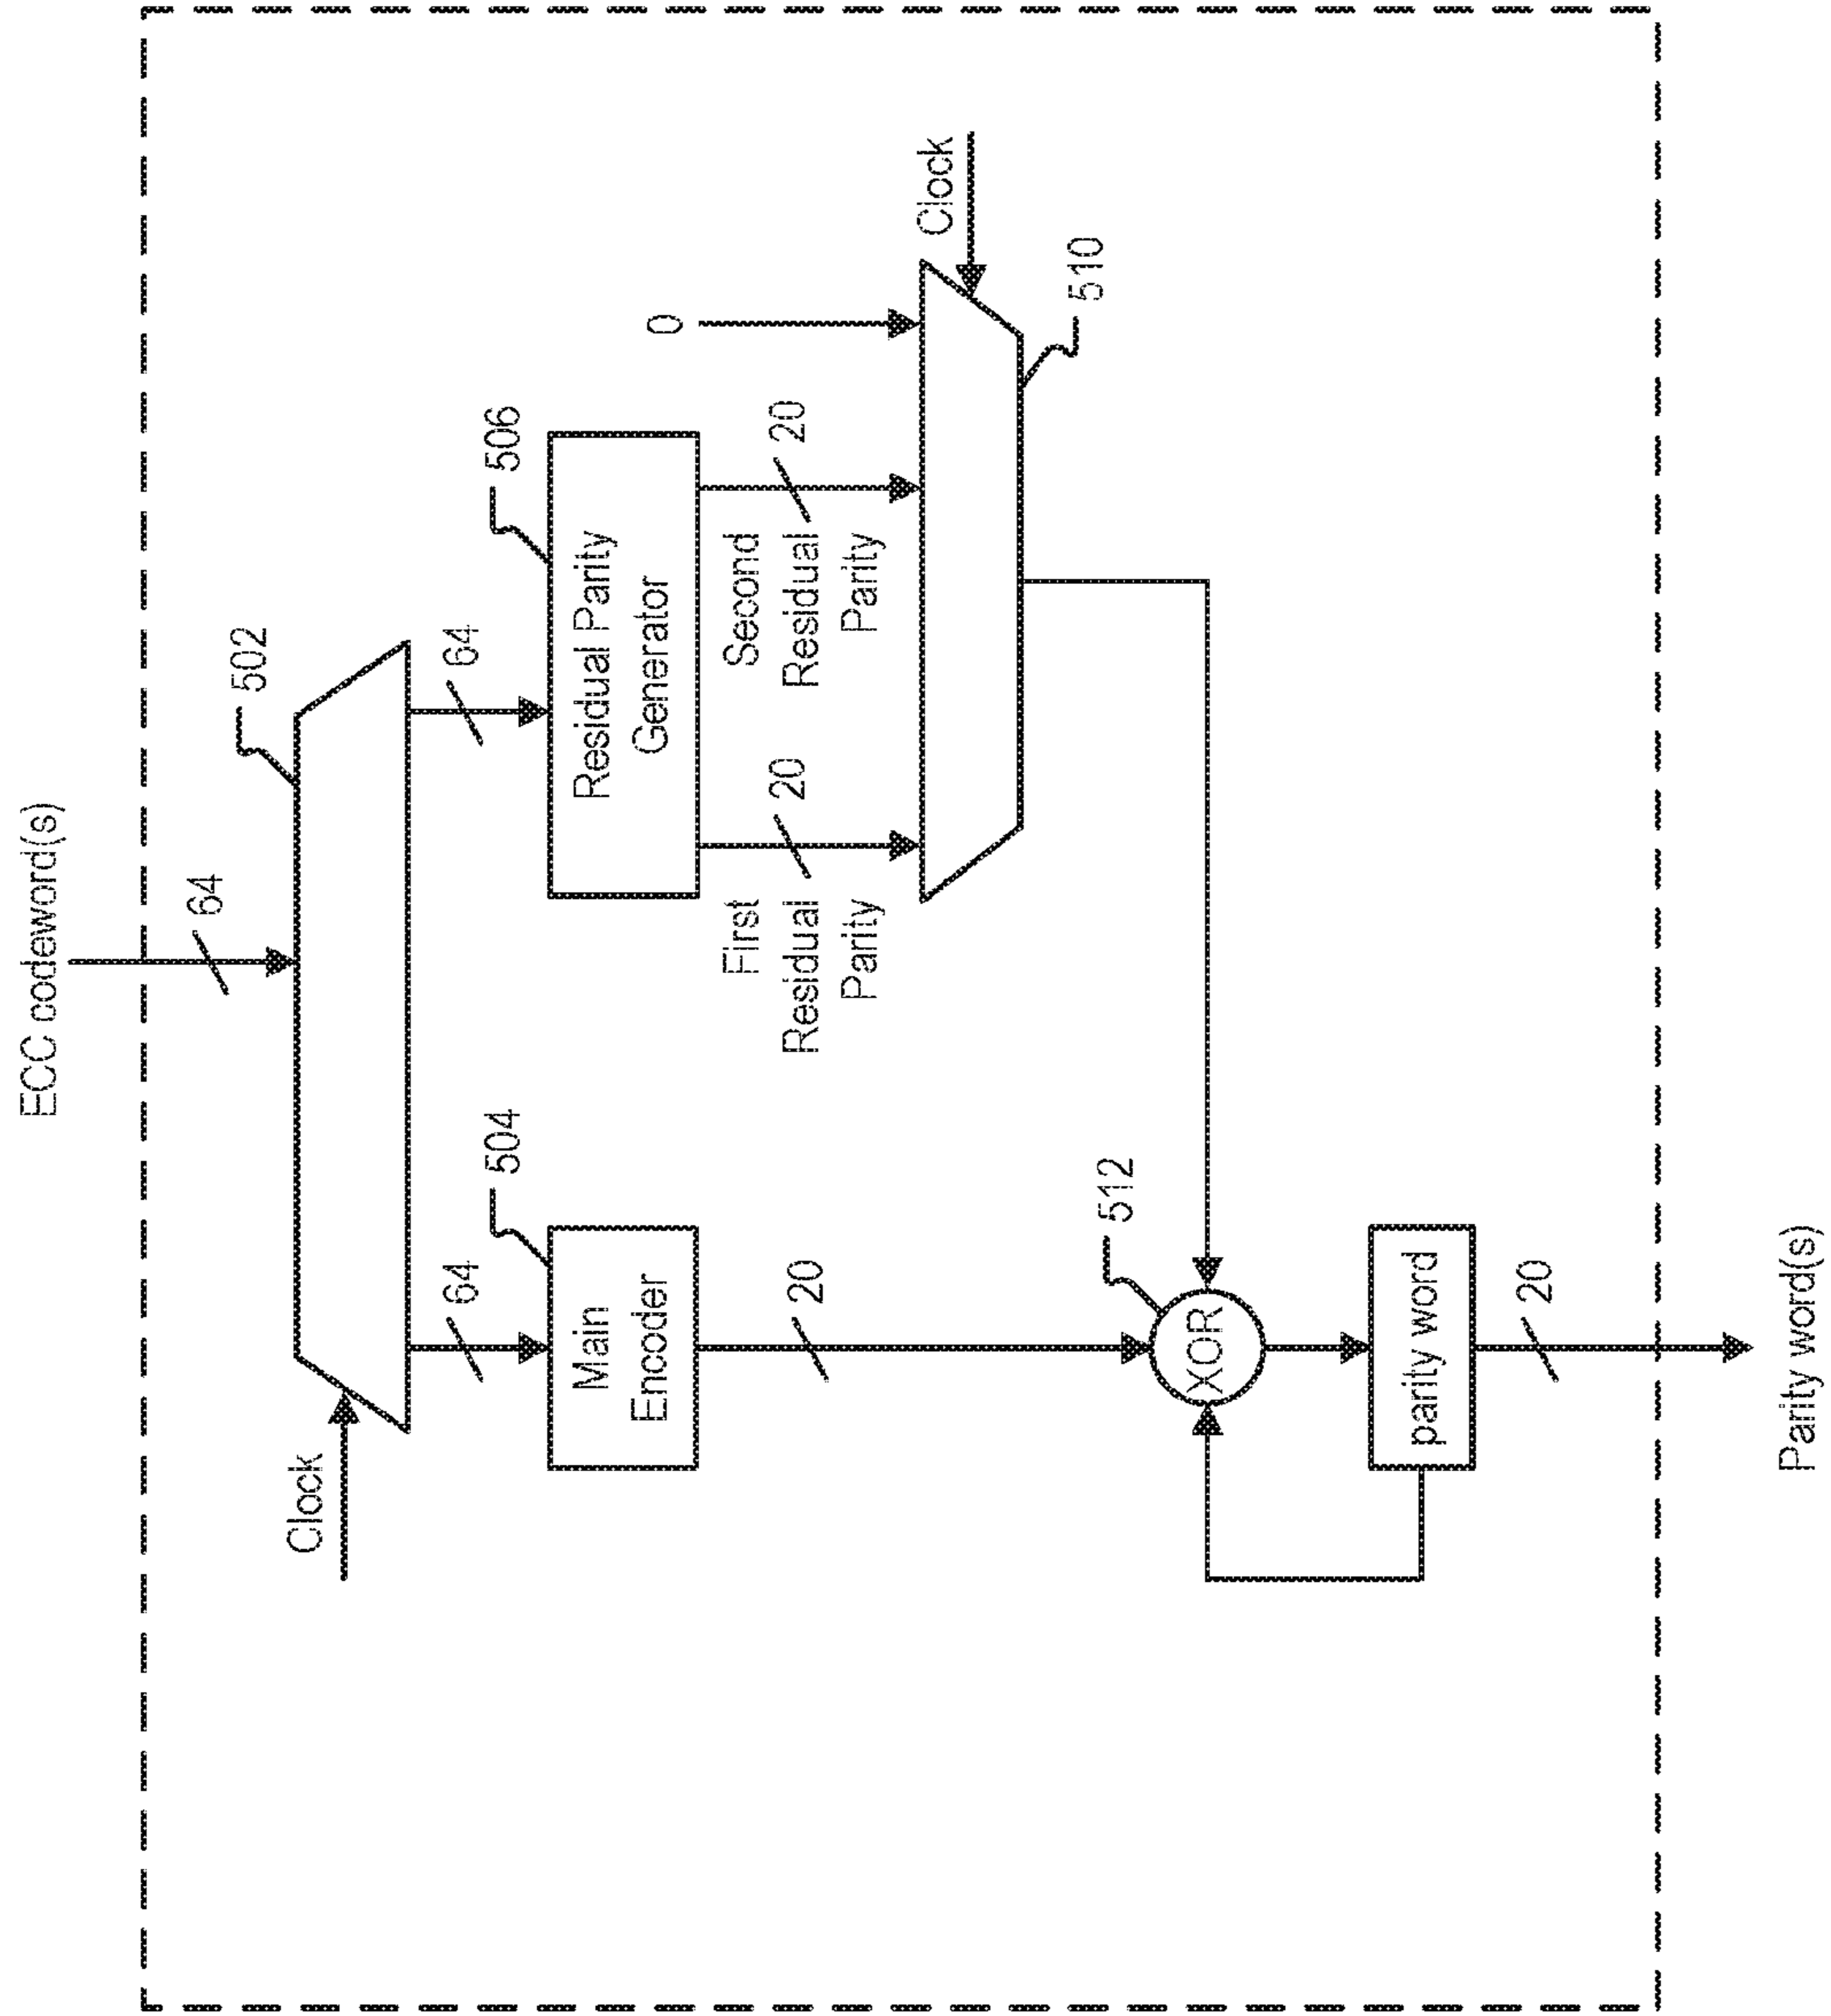 ECC codeword(s)
64
502
Clock
64
64
504
506
Main
Encoder
Residual Parity
Generator
20
First
Residual
Parity
20
Second
Residual
Parity
20
0
Clock
510
512
XOR
parity word
20
Parity word(s)